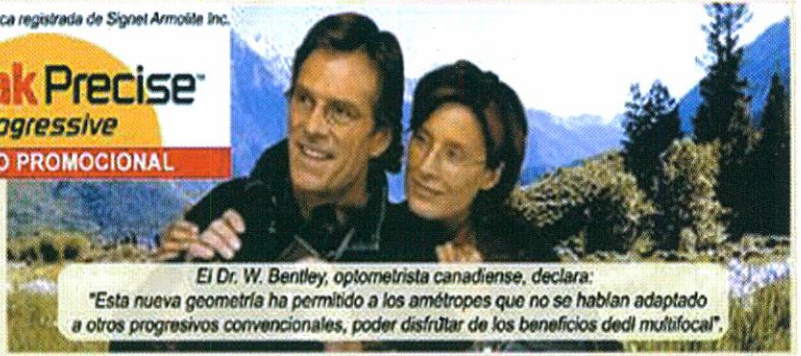 ca registrada de Signet Armolite Inc.
ak Precise™
ogressive
O PROMOCIONAL
El Dr. W. Bentley, optometrista canadiense, declara:
"Esta nueva geometría ha permitido a los amétropes que no se habían adaptado
a otros progresivos convencionales, poder disfrutar de los beneficios dedl multifocal".